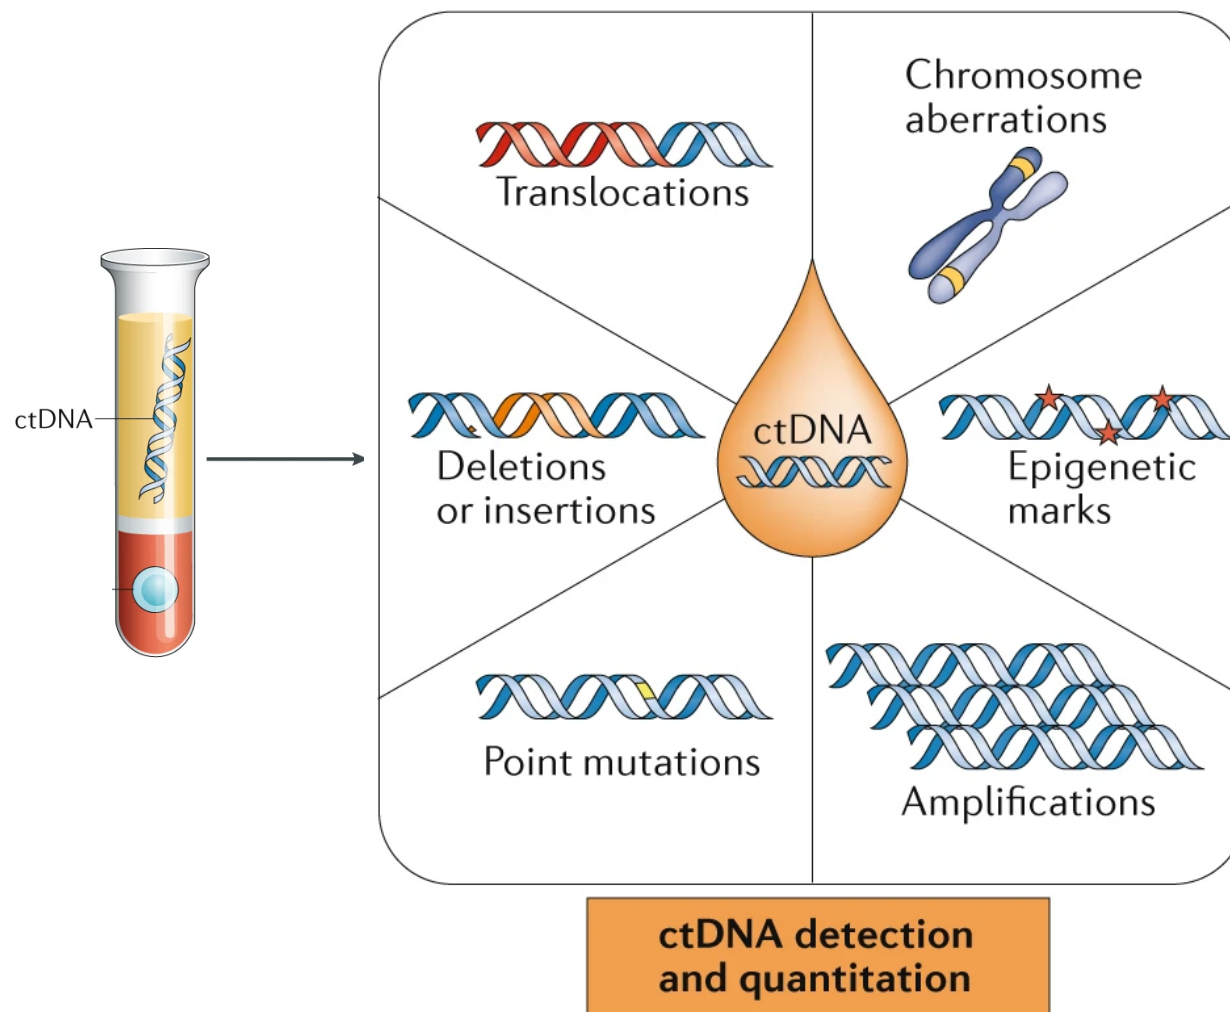 Chromosome
aberrations
Translocations
ctDNA
ctDNA
Deletions
or insertions
Epigenetic
marks
Point mutations
Amplifications
ctDNA detection
and quantitation